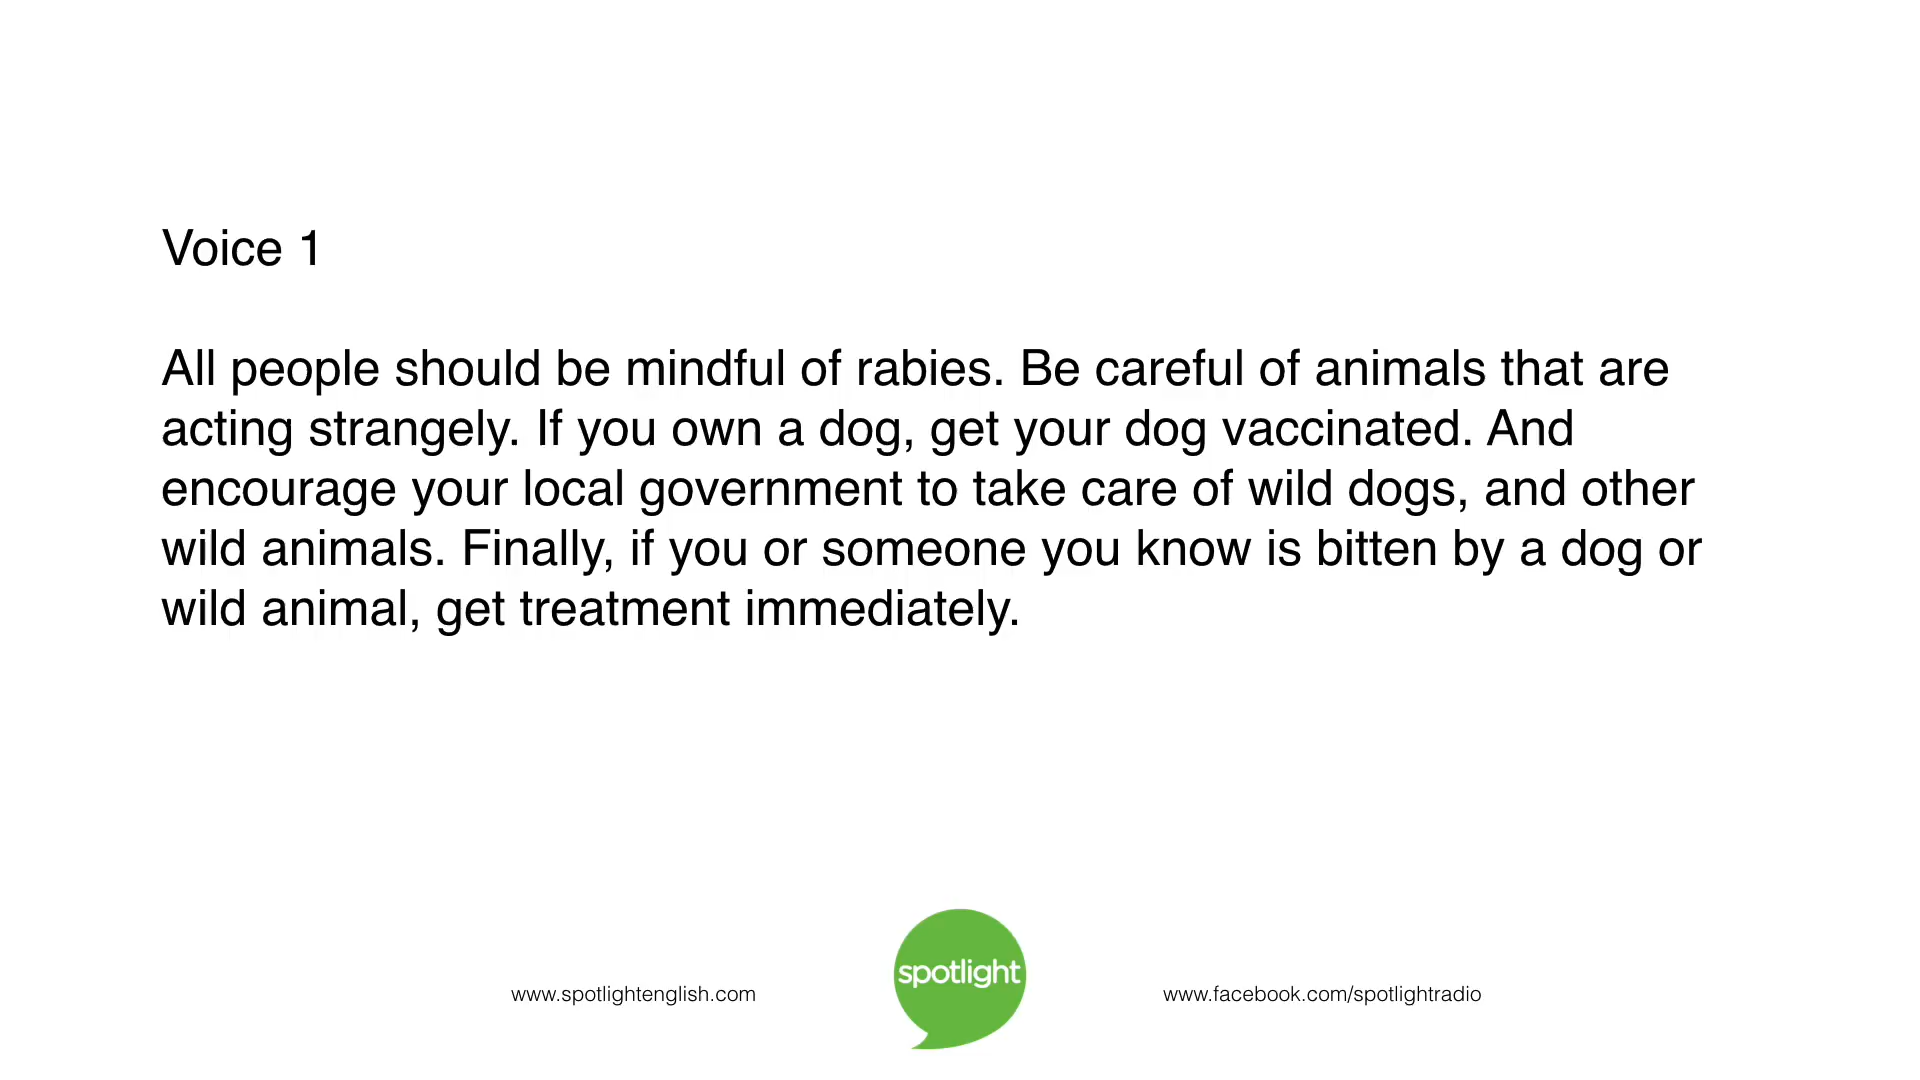 Voice 1
All people should be mindful of rabies. Be careful of animals that are
acting strangely. If you own a dog, get your dog vaccinated. And
encourage your local government to take care of wild dogs, and other
wild animals. Finally, if you or someone you know is bitten by a dog or
wild animal, get treatment immediately.
spotlight
www.spotlightenglish.com
www.facebook.com/spotlightradio